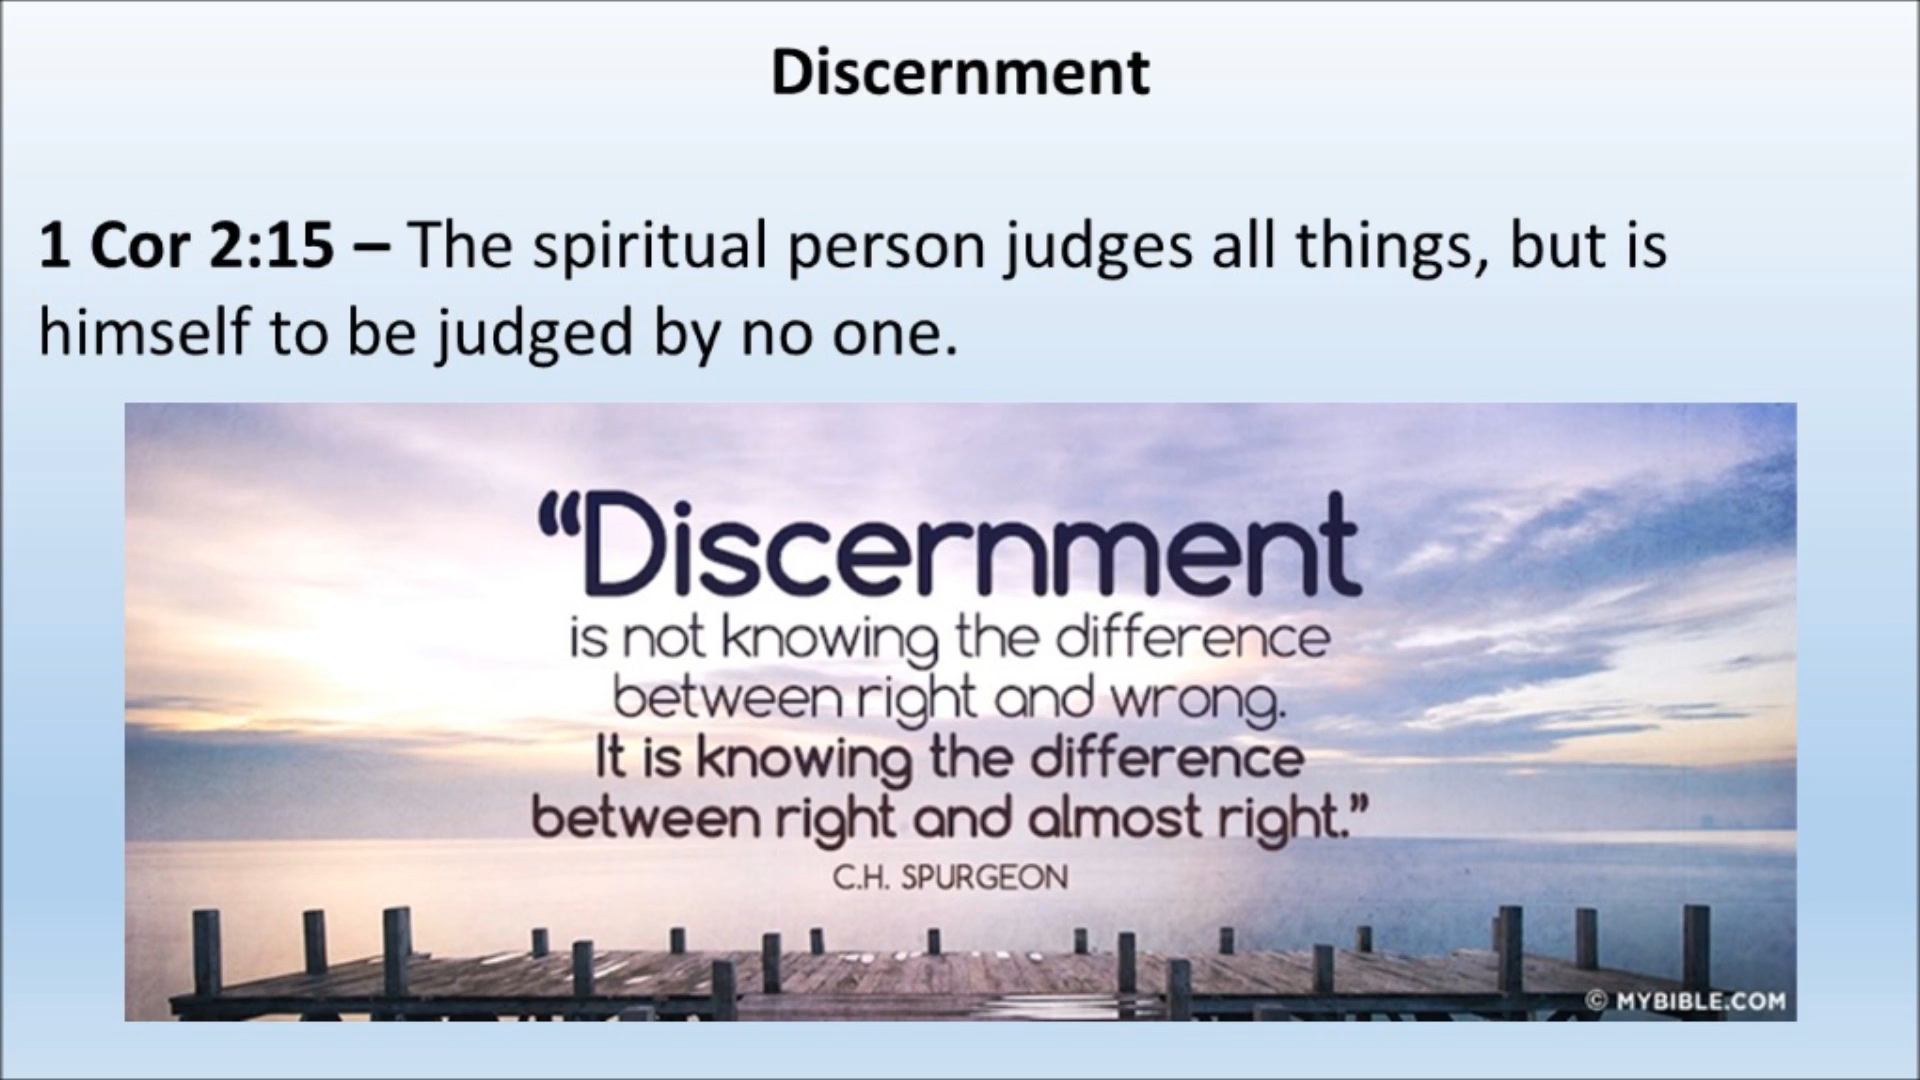 Discernment
1 Cor 2:15 – The spiritual person judges all things, but is
himself to be judged by no one.
“Discernment
is not knowing the difference
between right and wrong.
It is knowing the difference
between right and almost right.”
C.H. SPURGEON
© MYBIBLE.COM